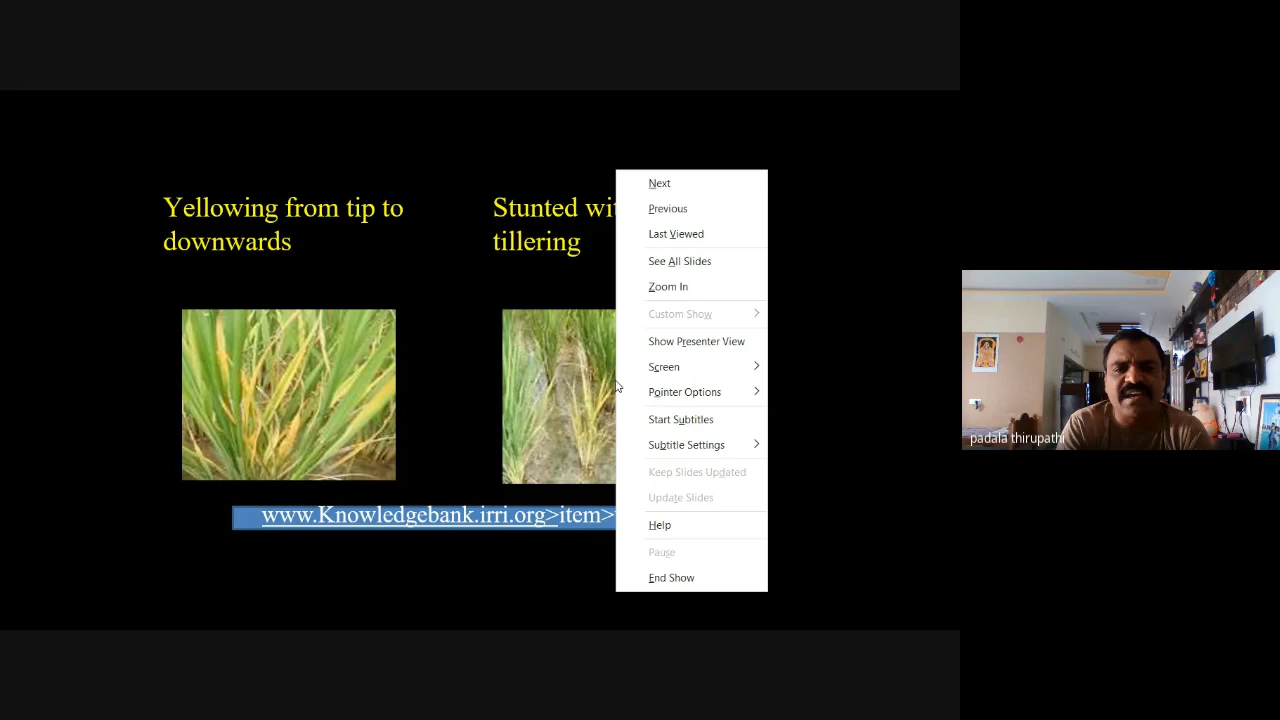 Yellowing from tip to
downwards
Stunted
tillering
www.Knowledgebank.irri.org>item>
Next
Previous
Last Viewed
See All Slides
Zoom In
Custom Show
Show Presenter View
Screen
Pointer Options
Start Subtitles
Subtitle Settings
Keep Slides Updated
Update Slides
Help
Pause
End Show
padala thirupathi